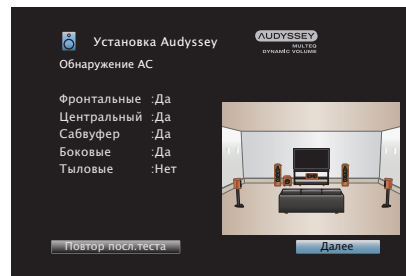 Установка Audyssey
AUDYSSEY
MULTEQ
DYNAMIC VOLUME
Обнаружение АС
Фронтальные :Да
Центральный :Да
Сабвуфер :Да
Боковые :Да
Тыловые :Нет
Повтор посл.теста
Далее